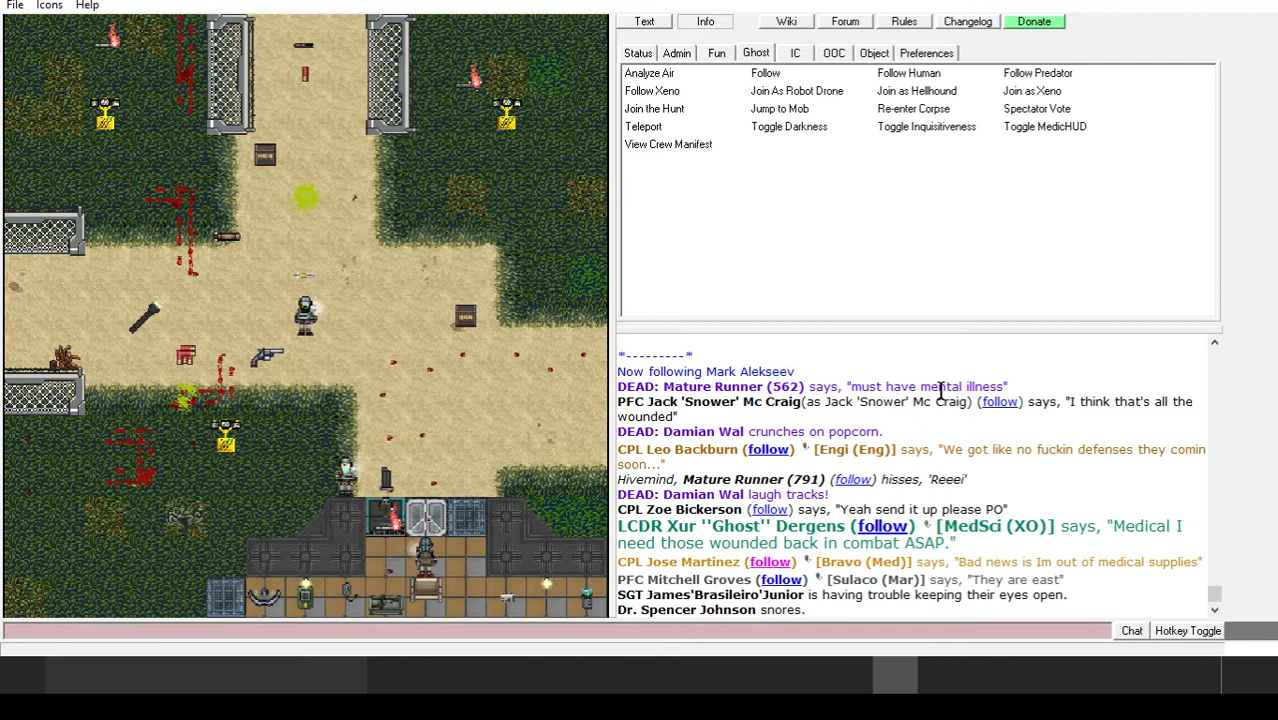 File Icons Help
Text Info Wiki Forum Rules Changelog Donate
Status Admin Fun Ghost IC OOC Object Preferences
Analyze Air Follow Follow Human Follow Predator
Follow Xeno Join As Robot Drone Join as Hellhound Join as Xeno
Join the Hunt Jump to Mob Re-enter Corpse Spectator Vote
Teleport Toggle Darkness Toggle Inquisitiveness Toggle MedicHUD
View Crew Manifest
*---------*
Now following Mark Alekseev
DEAD: Mature Runner (562) says, "must have mental illness"
PFC Jack 'Snower' Mc Craig(as Jack 'Snower' Mc Craig) (follow) says, "I think that's all the
wounded"
DEAD: Damian Wal crunches on popcorn.
CPL Leo Backburn (follow) [Engi (Eng)] says, "We got like no fuckin defenses they comin
soon..."
Hivemind, Mature Runner (791) (follow) hisses, 'Reeei'
DEAD: Damian Wal laugh tracks!
CPL Zoe Bickerson (follow) says, "Yeah send it up please PO"
LCDR Xur ''Ghost'' Dergens (follow) [MedSci (XO)] says, "Medical I
need those wounded back in combat ASAP."
CPL Jose Martinez (follow) [Bravo (Med)] says, "Bad news is Im out of medical supplies"
PFC Mitchell Groves (follow) [Sulaco (Mar)] says, "They are east"
SGT James'Brasileiro'Junior is having trouble keeping their eyes open.
Dr. Spencer Johnson snores.
Chat Hotkey Toggle